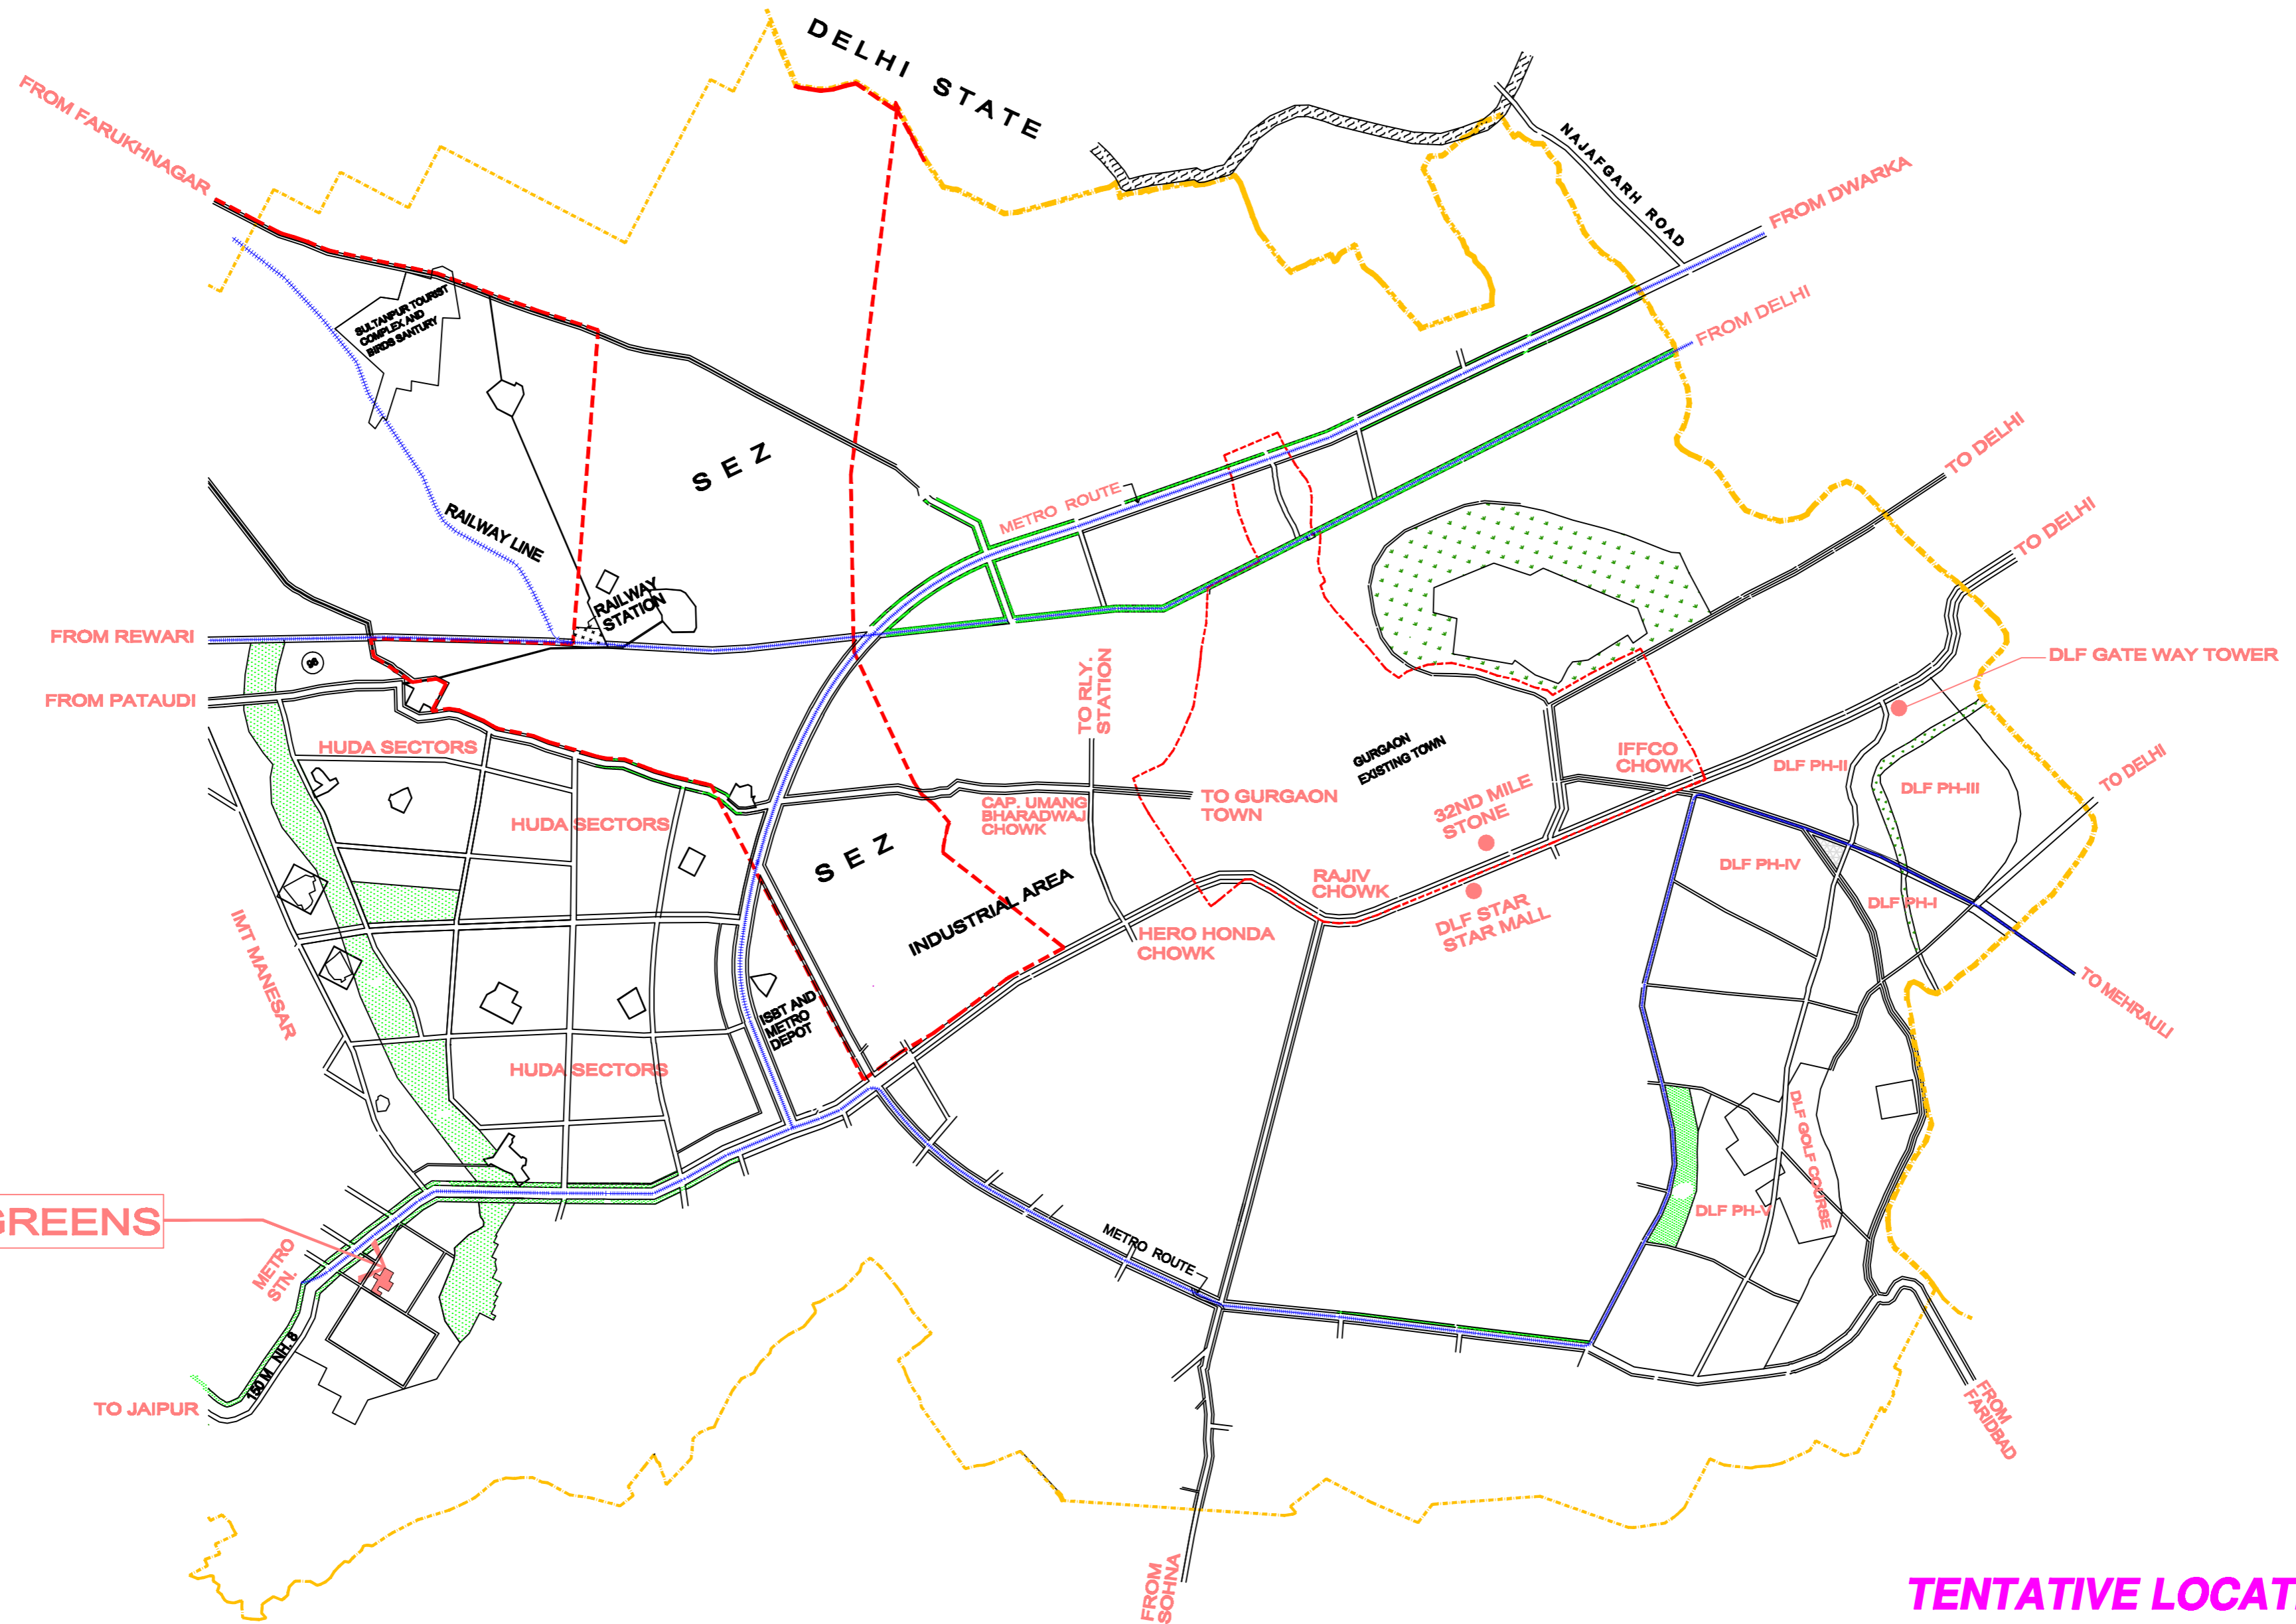 DELHI STATE
FROM FARUKHNAGAR
NAJAFGARH ROAD
FROM DWARKA
FROM DELHI
SULTANPUR TOURIST
COMPLEX AND
BIRDS SANTURY
SEZ
METRO ROUTE
TO DELHI
RAILWAY LINE
TO DELHI
RAILWAY
STATION
FROM REWARI
98
DLF GATE WAY TOWER
FROM PATAUDI
TO RLY.
STATION
HUDA SECTORS
GURGAON
EXISTING TOWN
IFFCO
CHOWK
DLF PH-II
TO DELHI
DLF PH-III
CAP. UMANG
BHARADWAJ
CHOWK
TO GURGAON
TOWN
32ND MILE
STONE
HUDA SECTORS
SEZ
DLF PH-IV
RAJIV
CHOWK
DLF PH-I
INDUSTRIAL AREA
DLF STAR
STAR MALL
HERO HONDA
CHOWK
IMT MANESAR
TO MEHRAULI
ISBT AND
METRO
DEPOT
HUDA SECTORS
DLF GOLF COURSE
DLF PH-V
GREENS
METRO
STN.
METRO ROUTE
150 M NH. 8
TO JAIPUR
FROM
FARIDBAD
FROM
SOHNA
TENTATIVE LOCAT